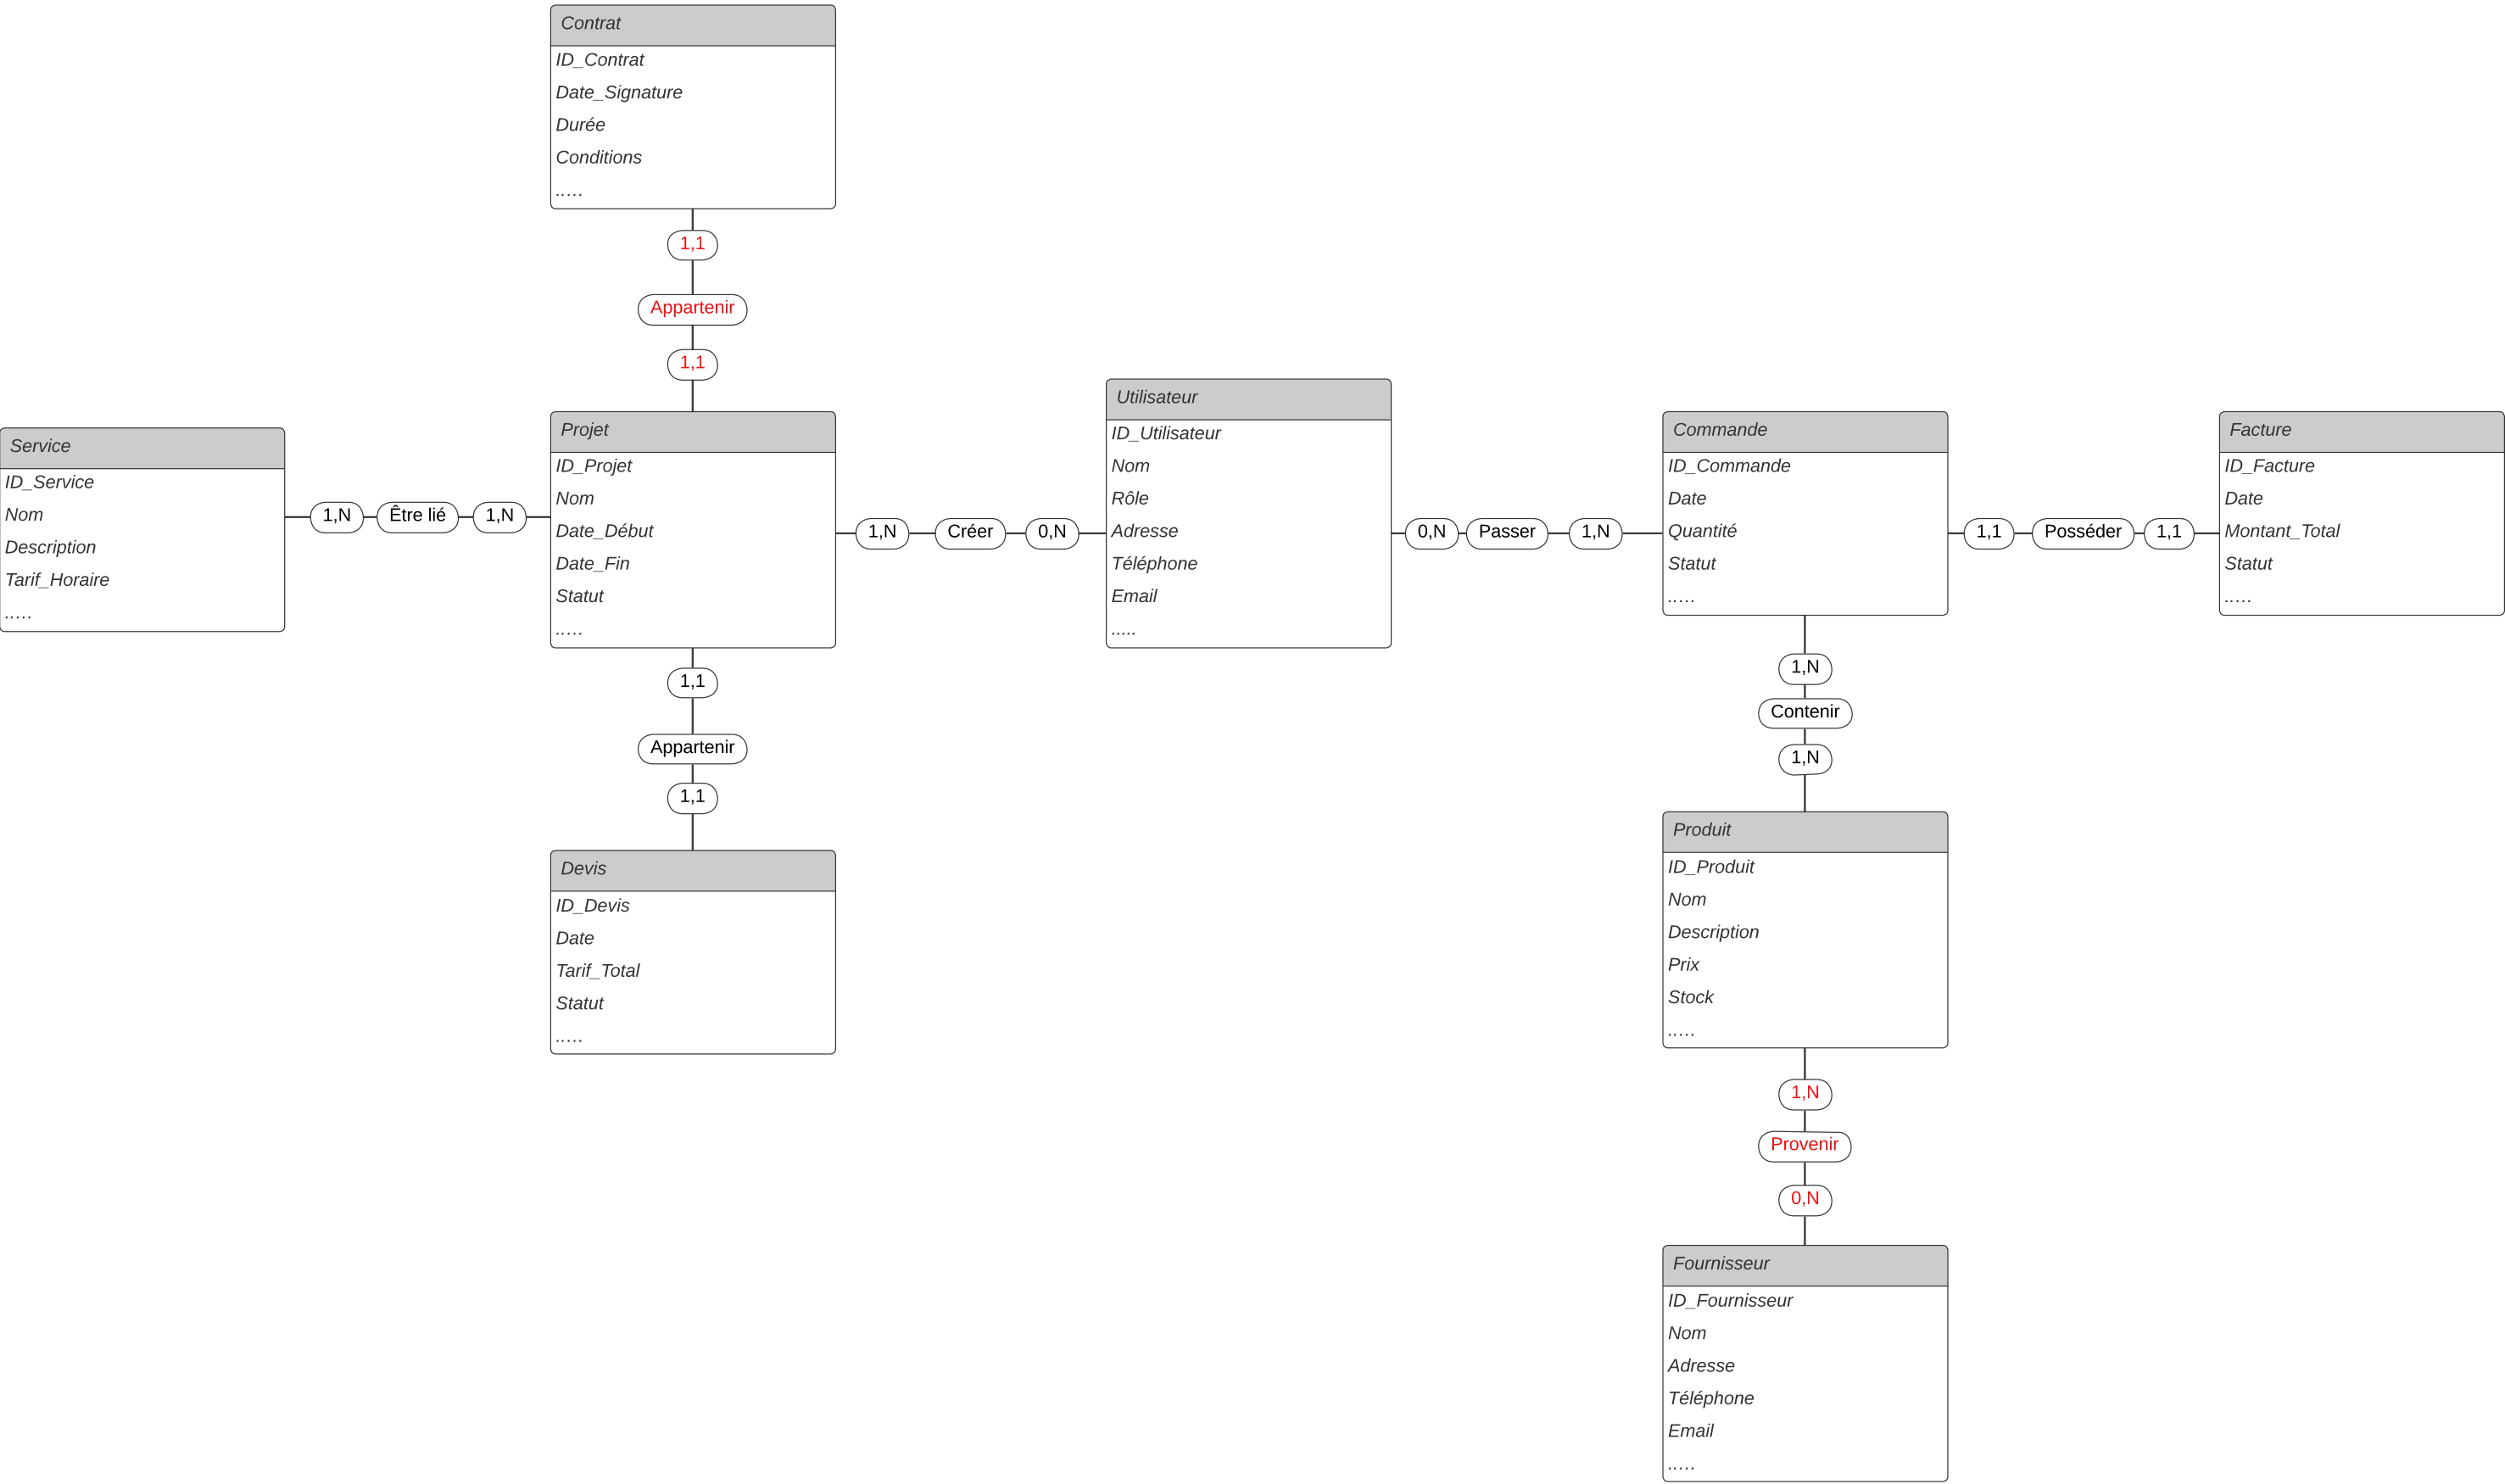 Contrat
ID_Contrat
Date_Signature
Durée
Conditions
.....
1,1
Appartenir
1,1
Service
ID_Service
Nom
Description
Tarif_Horaire
.....
1,N
Être lié
1,N
Projet
ID_Projet
Nom
Date_Début
Date_Fin
Statut
.....
1,N
Créer
0,N
Utilisateur
ID_Utilisateur
Nom
Rôle
Adresse
Téléphone
Email
.....
0,N
Passer
1,N
Commande
ID_Commande
Date
Quantité
Statut
.....
1,1
Posséder
1,1
Facture
ID_Facture
Date
Montant_Total
Statut
.....
1,1
Appartenir
1,1
Devis
ID_Devis
Date
Tarif_Total
Statut
.....
1,N
Contenir
1,N
Produit
ID_Produit
Nom
Description
Prix
Stock
.....
1,N
Provenir
0,N
Fournisseur
ID_Fournisseur
Nom
Adresse
Téléphone
Email
.....